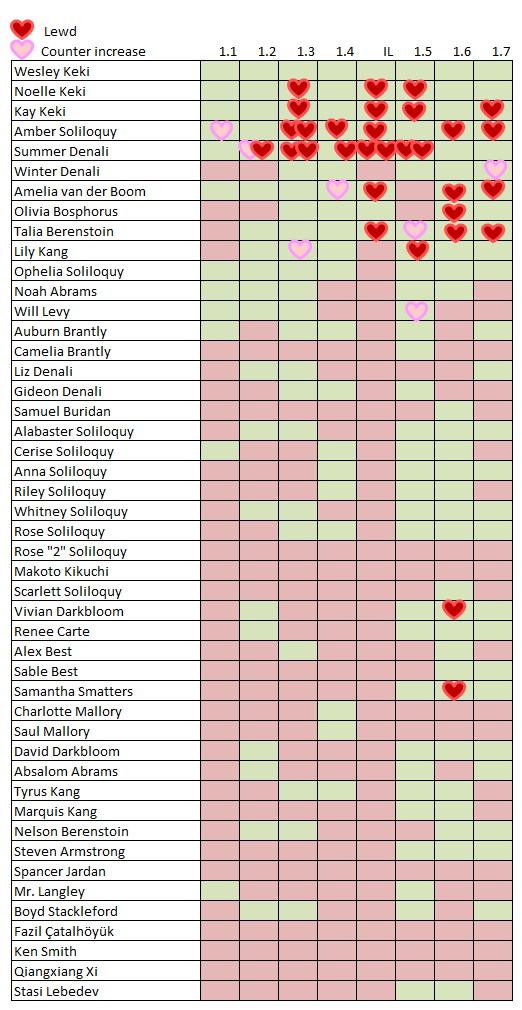 Lewd
Counter increase 1.1 1.2 1.3 1.4 IL 1.5 1.6 1.7
Wesley Keki
Noelle Keki
Kay Keki
Amber Soliloquy
Summer Denali
Winter Denali
Amelia van der Boom
Olivia Bosphorus
Talia Berenstoin
Lily Kang
Ophelia Soliloquy
Noah Abrams
Will Levy
Auburn Brantly
Camelia Brantly
Liz Denali
Gideon Denali
Samuel Buridan
Alabaster Soliloquy
Cerise Soliloquy
Anna Soliloquy
Riley Soliloquy
Whitney Soliloquy
Rose Soliloquy
Rose "2" Soliloquy
Makoto Kikuchi
Scarlett Soliloquy
Vivian Darkbloom
Renee Carte
Alex Best
Sable Best
Samantha Smatters
Charlotte Mallory
Saul Mallory
David Darkbloom
Absalom Abrams
Tyrus Kang
Marquis Kang
Nelson Berenstoin
Steven Armstrong
Spencer Jardan
Mr. Langley
Boyd Stackleford
Fazil Çatalhöyük
Ken Smith
Qiangxiang Xi
Stasi Lebedev